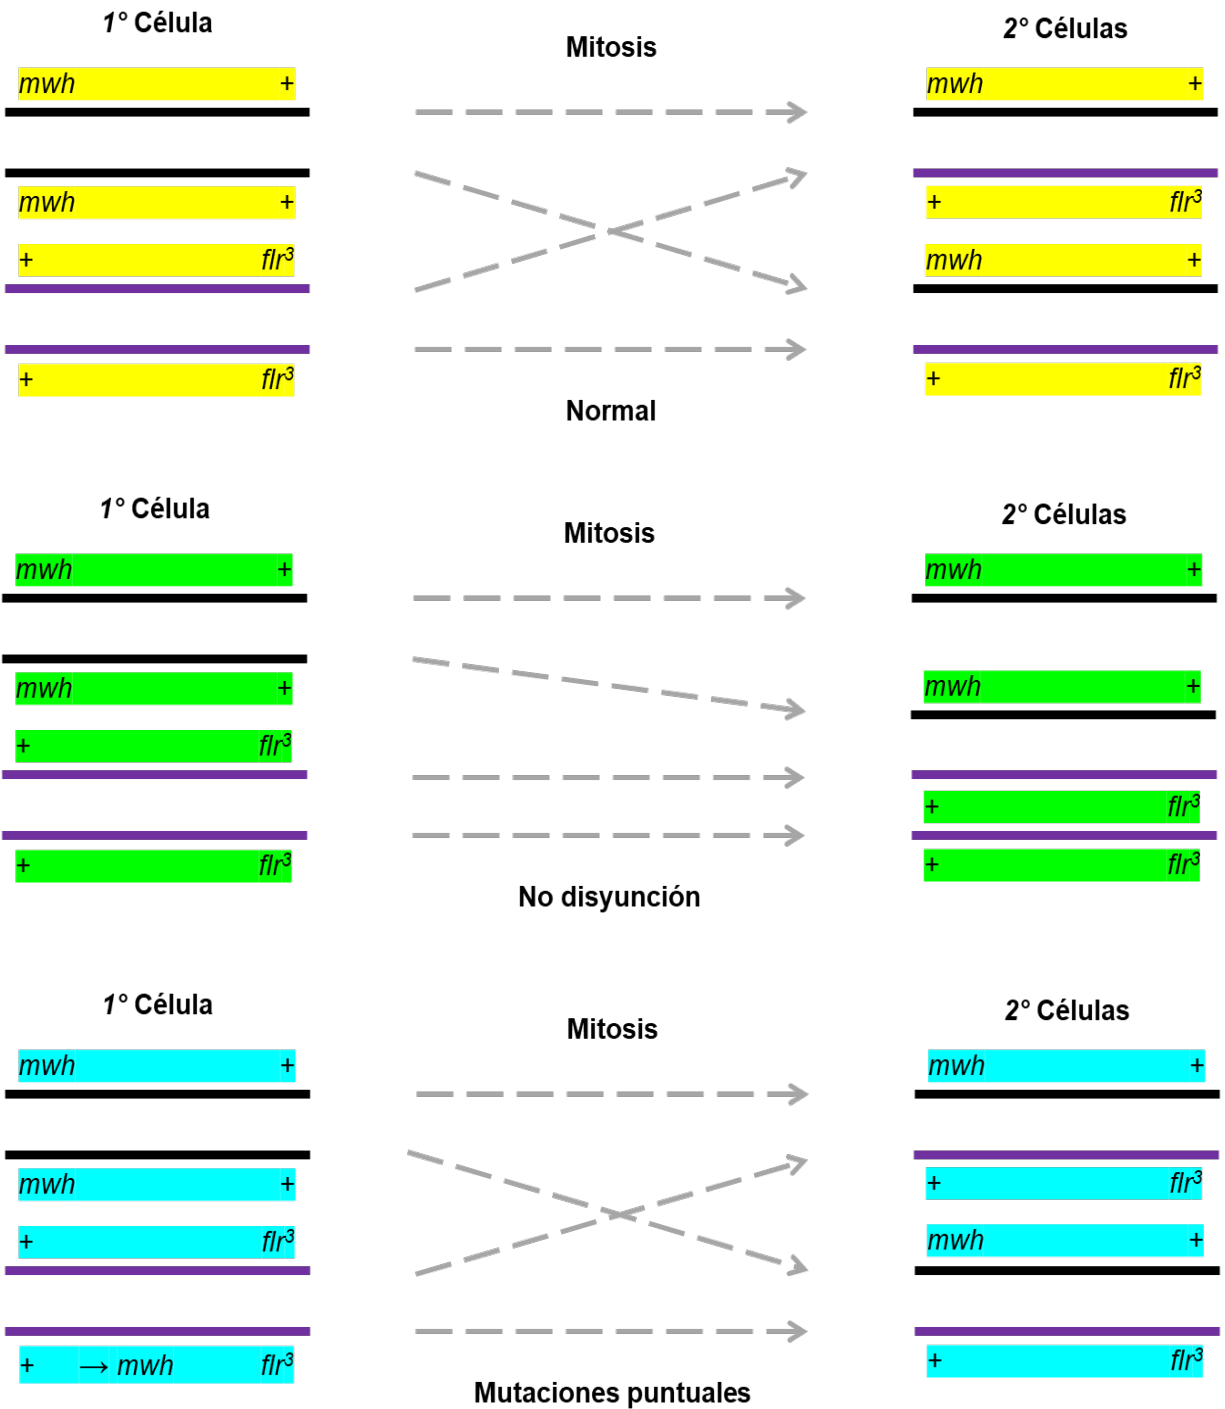 1° Célula
Mitosis
2° Células
mwh +
mwh +
mwh +
+ flr³
+ flr³
mwh +
+ flr³
+ flr³
Normal
1° Célula
Mitosis
2° Células
mwh +
mwh +
mwh +
mwh +
+ flr³
+ flr³
+ flr³
+ flr³
No disyunción
1° Célula
Mitosis
2° Células
mwh +
mwh +
mwh +
+ flr³
+ flr³
mwh +
+ → mwh flr³
+ flr³
Mutaciones puntuales